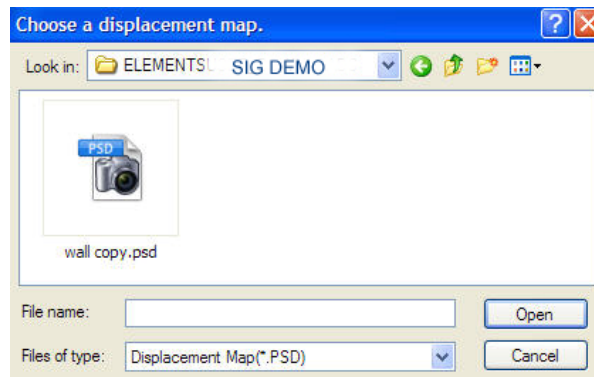 Choose a displacement map.
Look in: ELEMENTS SIG DEMO
PSD
wall copy.psd
File name:
Open
Files of type: Displacement Map(*.PSD)
Cancel